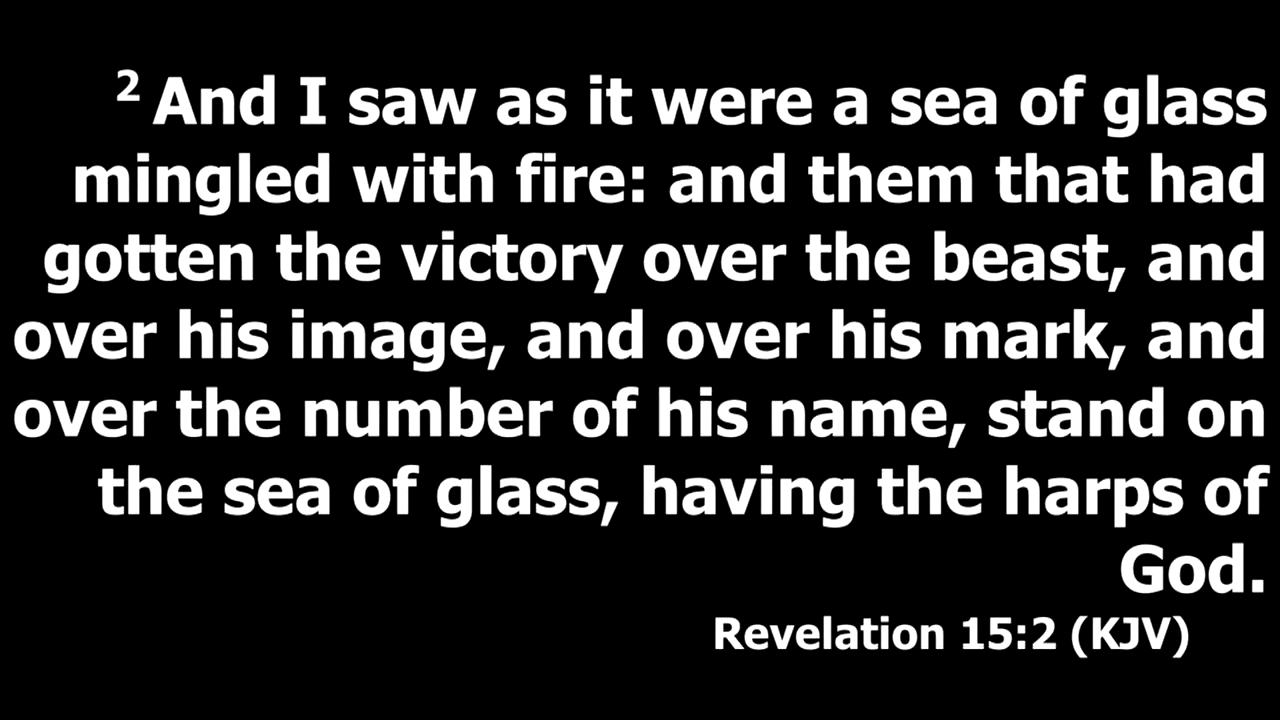 ² And I saw as it were a sea of glass
mingled with fire: and them that had
gotten the victory over the beast, and
over his image, and over his mark, and
over the number of his name, stand on
the sea of glass, having the harps of
God.
Revelation 15:2 (KJV)